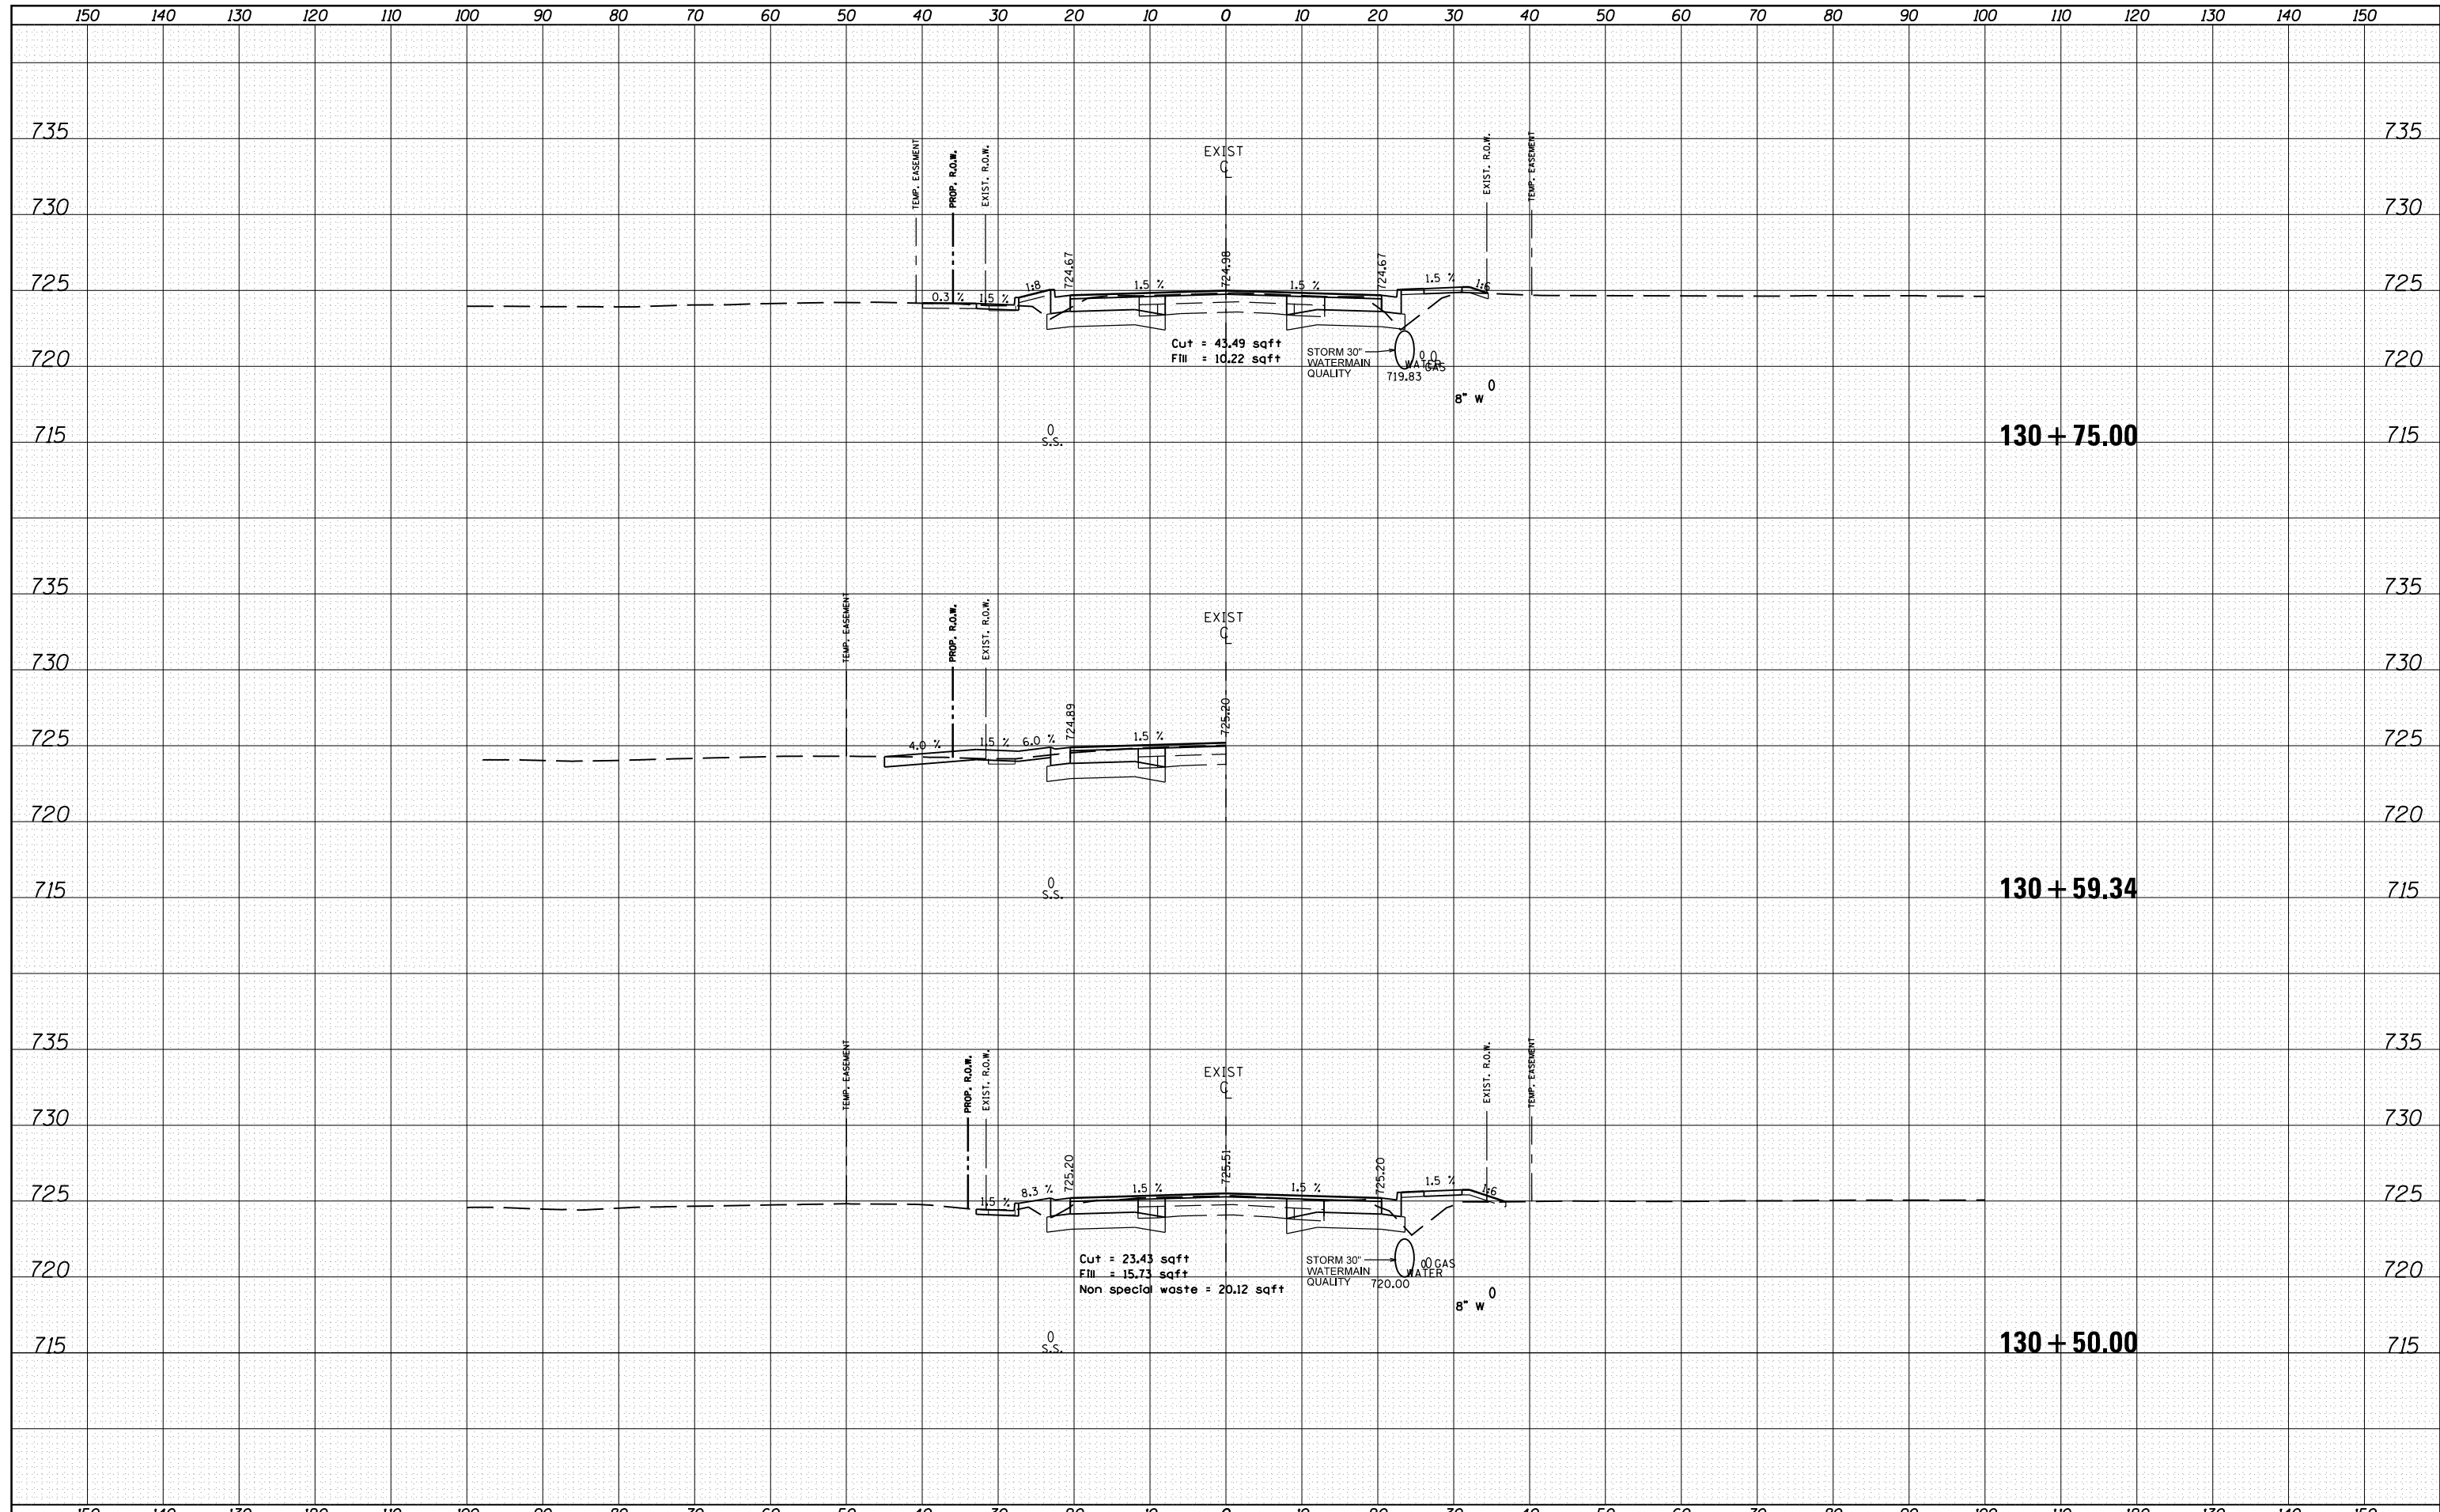 150 140 130 120 110 100 90 80 70 60 50 40 30 20 10 0 10 20 30 40 50 60 70 80 90 100 110 120 130 140 150
735 735
TEMP. EASEMENT
PROP. R.O.W.
EXIST. R.O.W.
EXIST
CL
EXIST. R.O.W.
TEMP. EASEMENT
730 730
725 725
0.3 %
1.5 %
1:8
724.67
1.5 %
724.98
1.5 %
724.67
1.5 %
1:6
Cut = 43.49 sqft
Fill = 10.22 sqft
STORM 30"
WATERMAIN
QUALITY
719.83
WATER
GAS
720 720
8" W
715 715
S.S.
130 + 75.00
735 735
TEMP. EASEMENT
PROP. R.O.W.
EXIST. R.O.W.
EXIST
CL
730 730
725 725
4.0 %
1.5 %
6.0 %
724.89
1.5 %
725.20
720 720
715 715
S.S.
130 + 59.34
735 735
TEMP. EASEMENT
PROP. R.O.W.
EXIST. R.O.W.
EXIST
CL
EXIST. R.O.W.
TEMP. EASEMENT
730 730
725 725
1.5 %
8.3 %
725.20
1.5 %
725.51
1.5 %
725.20
1.5 %
1:6
Cut = 23.43 sqft
Fill = 15.73 sqft
Non special waste = 20.12 sqft
STORM 30"
WATERMAIN
QUALITY
720.00
GAS
WATER
720 720
8" W
715 715
S.S.
130 + 50.00
150 140 130 120 110 100 90 80 70 60 50 40 30 20 10 0 10 20 30 40 50 60 70 80 90 100 110 120 130 140 150